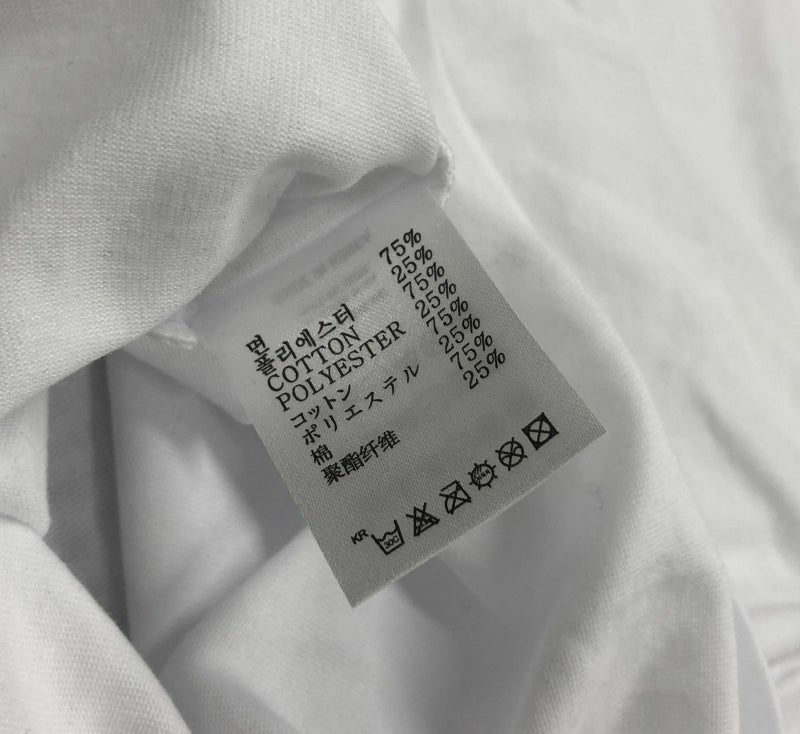 면 75%
폴리에스터 25%
COTTON 75%
POLYESTER 25%
コットン 75%
ポリエステル 25%
棉 75%
聚酯纤维 25%
KR 30C